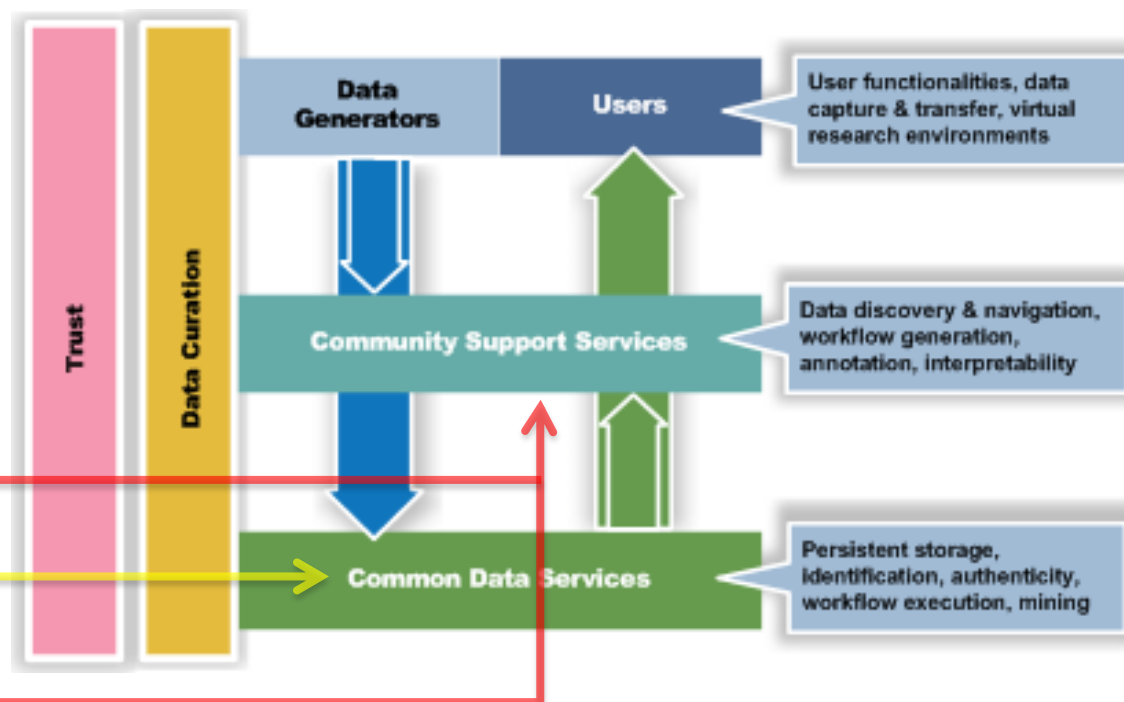 Trust
Data Curation
Data
Generators
Users
User functionalities, data
capture & transfer, virtual
research environments
Community Support Services
Data discovery & navigation,
workflow generation,
annotation, interpretability
Common Data Services
Persistent storage,
identification, authenticity,
workflow execution, mining